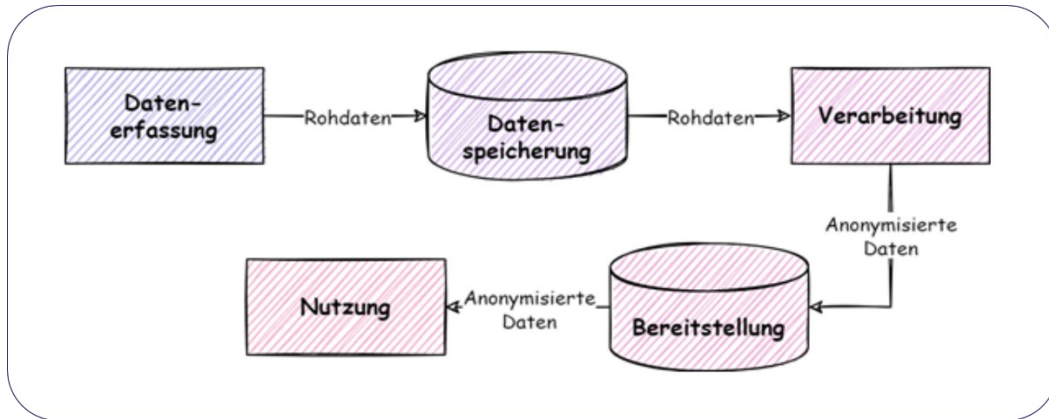 Daten-
erfassung
Rohdaten
Daten-
speicherung
Rohdaten
Verarbeitung
Anonymisierte
Daten
Bereitstellung
Anonymisierte
Daten
Nutzung